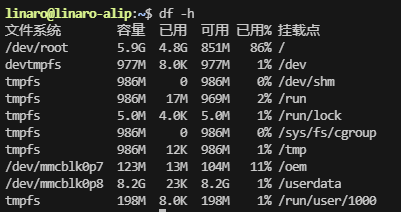 linaro@linaro-alip:~$ df -h
文件系统 容量 已用 可用 已用% 挂载点
/dev/root 5.9G 4.8G 851M 86% /
devtmpfs 977M 8.0K 977M 1% /dev
tmpfs 986M 0 986M 0% /dev/shm
tmpfs 986M 17M 969M 2% /run
tmpfs 5.0M 4.0K 5.0M 1% /run/lock
tmpfs 986M 0 986M 0% /sys/fs/cgroup
tmpfs 986M 12K 986M 1% /tmp
/dev/mmcblk0p7 123M 13M 104M 11% /oem
/dev/mmcblk0p8 8.2G 23K 8.2G 1% /userdata
tmpfs 198M 8.0K 198M 1% /run/user/1000